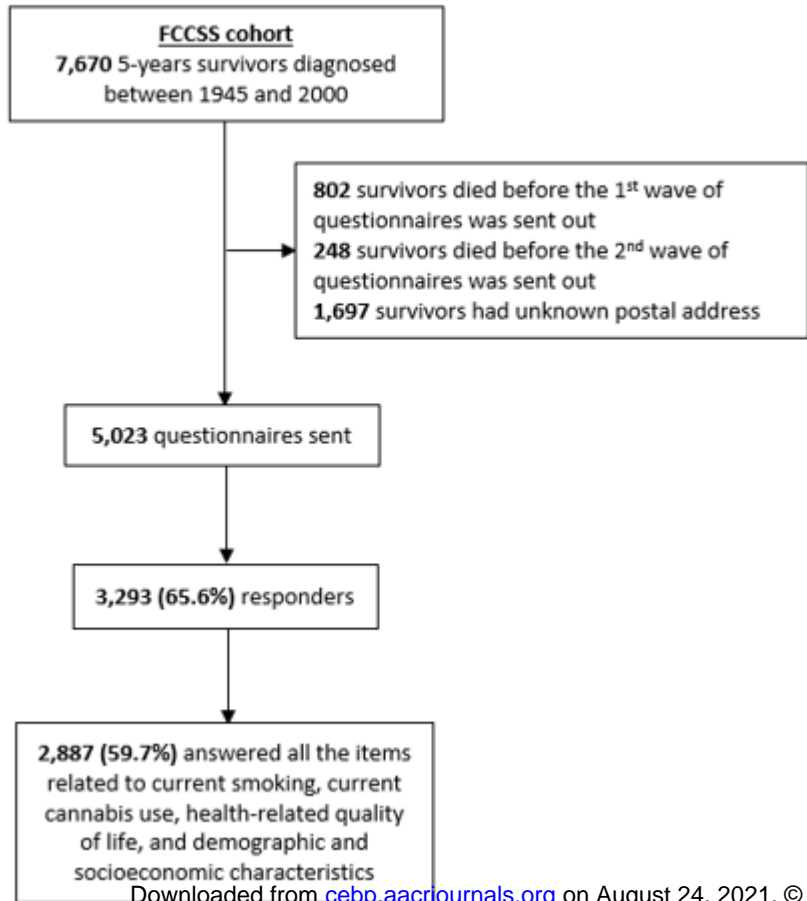 FCCSS cohort
7,670 5-years survivors diagnosed
between 1945 and 2000
802 survivors died before the 1st wave of
questionnaires was sent out
248 survivors died before the 2nd wave of
questionnaires was sent out
1,697 survivors had unknown postal address
5,023 questionnaires sent
3,293 (65.6%) responders
2,887 (59.7%) answered all the items
related to current smoking, current
cannabis use, health-related quality
of life, and demographic and
socioeconomic characteristics
Downloaded from cebp.aacrjournals.org on August 24, 2021. ©